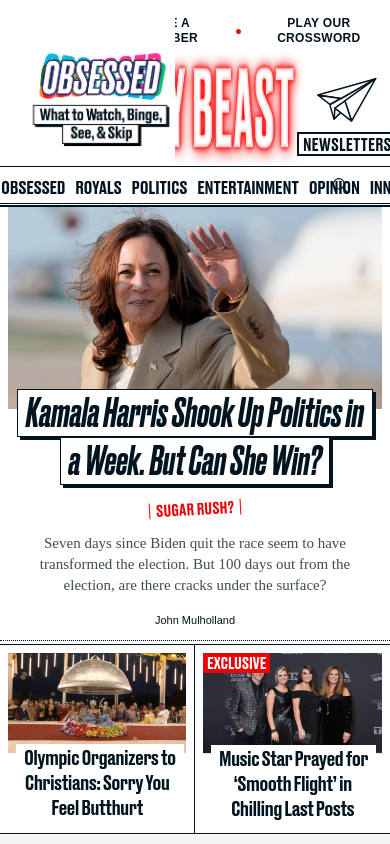 E A
BER
PLAY OUR
CROSSWORD
OBSESSED
What to Watch, Binge,
See, & Skip
Y BEAST
NEWSLETTERS
OBSESSED ROYALS POLITICS ENTERTAINMENT OPINION INN
Kamala Harris Shook Up Politics in
a Week. But Can She Win?
SUGAR RUSH?
Seven days since Biden quit the race seem to have
transformed the election. But 100 days out from the
election, are there cracks under the surface?
John Mulholland
Olympic Organizers to
Christians: Sorry You
Feel Butthurt
EXCLUSIVE
Music Star Prayed for
‘Smooth Flight’ in
Chilling Last Posts